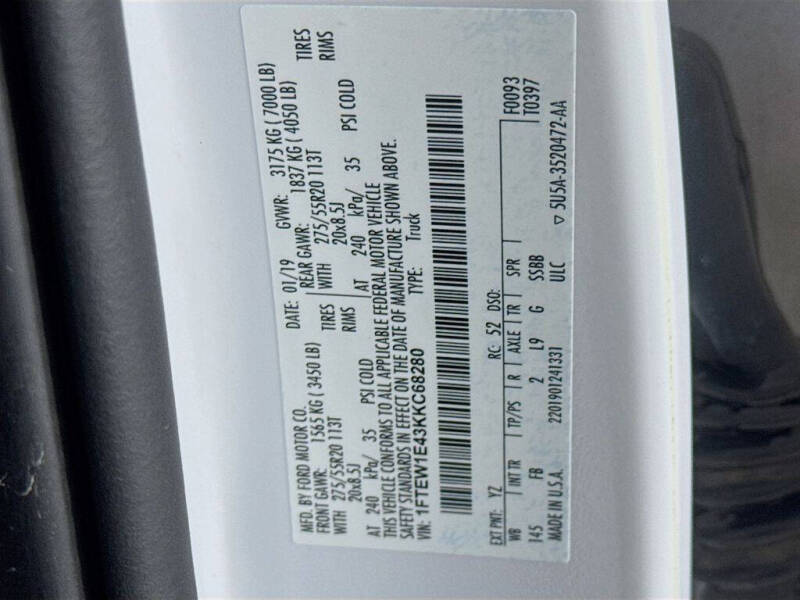 MFD. BY FORD MOTOR CO.
DATE: 01/19 GVWR: 3175 KG ( 7000 LB)
FRONT GAWR: 1565 KG ( 3450 LB) REAR GAWR: 1837 KG ( 4050 LB)
WITH 275/55R20 113T TIRES WITH 275/55R20 113T TIRES
20x8.5J RIMS 20x8.5J RIMS
AT 240 kPa/ 35 PSI COLD AT 240 kPa/ 35 PSI COLD
THIS VEHICLE CONFORMS TO ALL APPLICABLE FEDERAL MOTOR VEHICLE
SAFETY STANDARDS IN EFFECT ON THE DATE OF MANUFACTURE SHOWN ABOVE.
VIN: 1FTEW1E43KKC68280 TYPE: Truck
F0093
T0397
EXT PNT: YZ RC: 52 DSO:
WB INT TR TP/PS R AXLE TR SPR
145 FB 2 L9 G SSBB
2201901241331 ULC
MADE IN U.S.A. ▽ 5U5A-3520472-AA